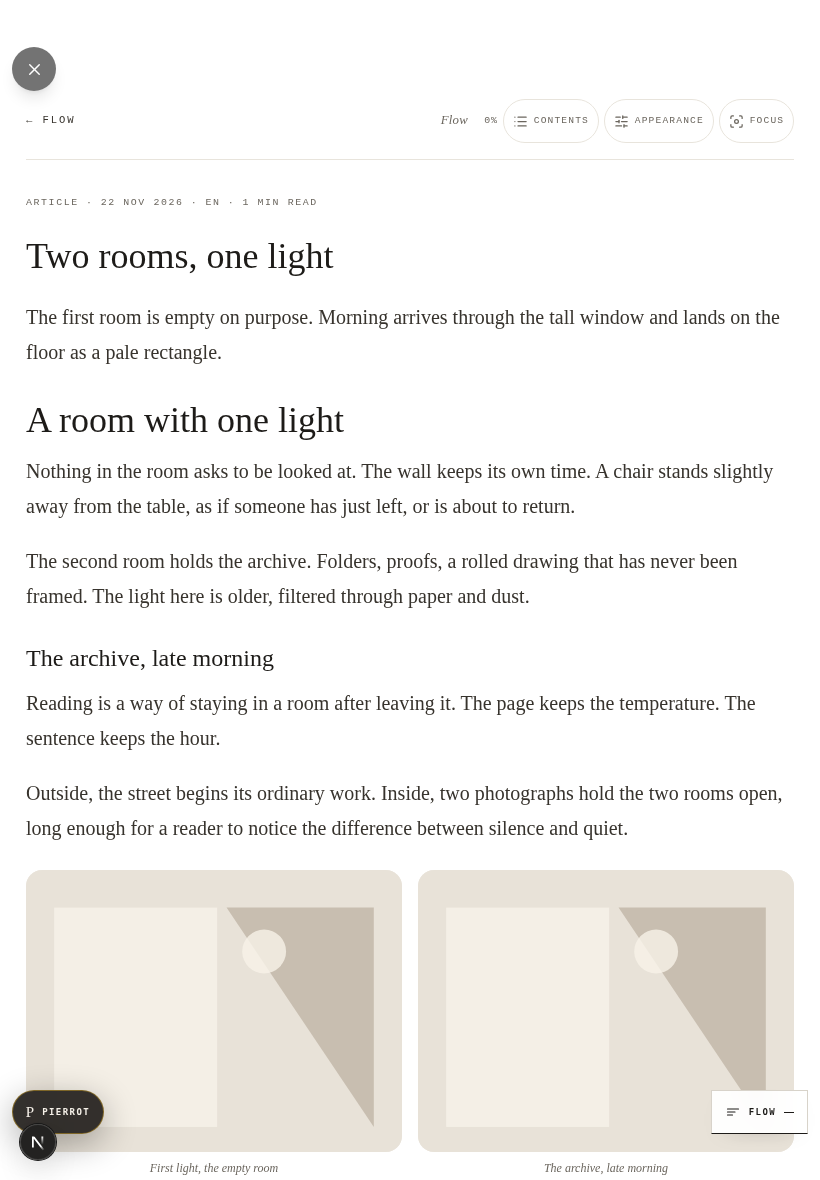 ← FLOW
Flow 0% CONTENTS APPEARANCE FOCUS
ARTICLE · 22 NOV 2026 · EN · 1 MIN READ
Two rooms, one light
The first room is empty on purpose. Morning arrives through the tall window and lands on the
floor as a pale rectangle.
A room with one light
Nothing in the room asks to be looked at. The wall keeps its own time. A chair stands slightly
away from the table, as if someone has just left, or is about to return.
The second room holds the archive. Folders, proofs, a rolled drawing that has never been
framed. The light here is older, filtered through paper and dust.
The archive, late morning
Reading is a way of staying in a room after leaving it. The page keeps the temperature. The
sentence keeps the hour.
Outside, the street begins its ordinary work. Inside, two photographs hold the two rooms open,
long enough for a reader to notice the difference between silence and quiet.
P PIERROT
FLOW —
N
First light, the empty room
The archive, late morning